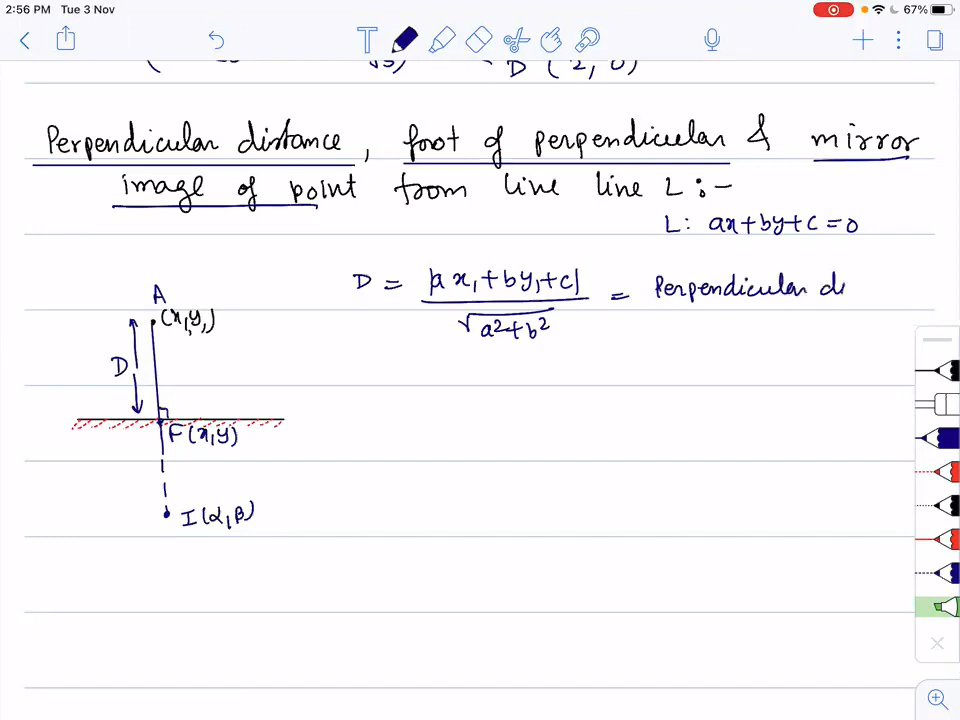 2:56 PM Tue 3 Nov
67%
T
D (2, 0)
Perpendicular distance, foot of perpendicular & mirror
image of point from line line L :-
L: ax+by+c=0
D = |ax₁+by₁+c| / √a²+b² = Perpendicular di
A
(x₁,y₁)
D
F(x,y)
I(α,β)